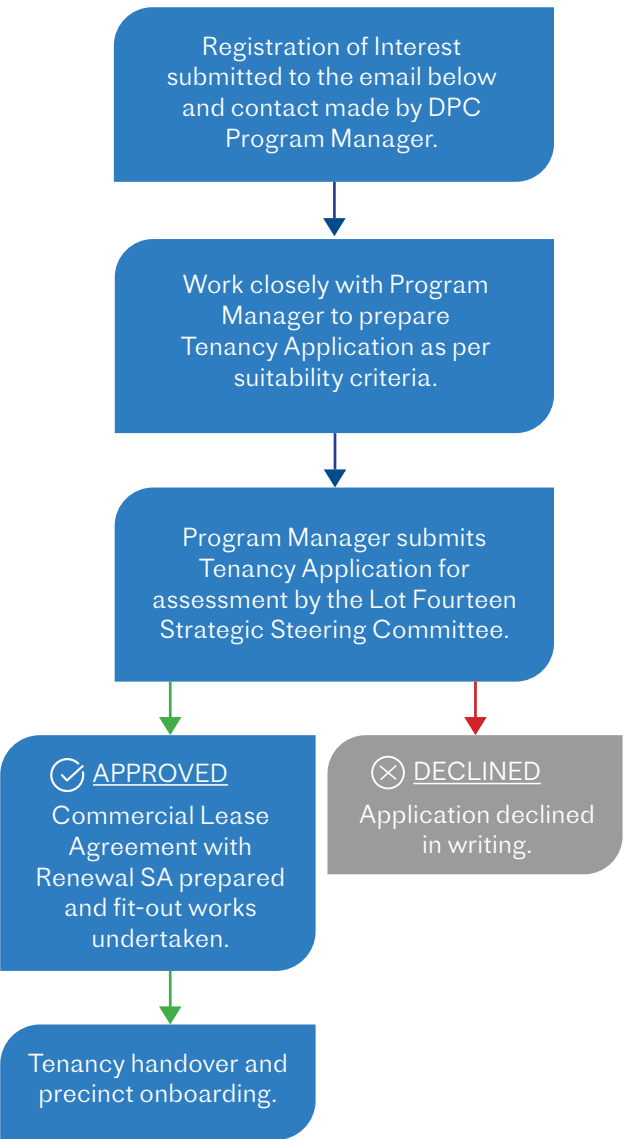 Registration of Interest
submitted to the email below
and contact made by DPC
Program Manager.
Work closely with Program
Manager to prepare
Tenancy Application as per
suitability criteria.
Program Manager submits
Tenancy Application for
assessment by the Lot Fourteen
Strategic Steering Committee.
APPROVED
Commercial Lease
Agreement with
Renewal SA prepared
and fit-out works
undertaken.
DECLINED
Application declined
in writing.
Tenancy handover and
precinct onboarding.